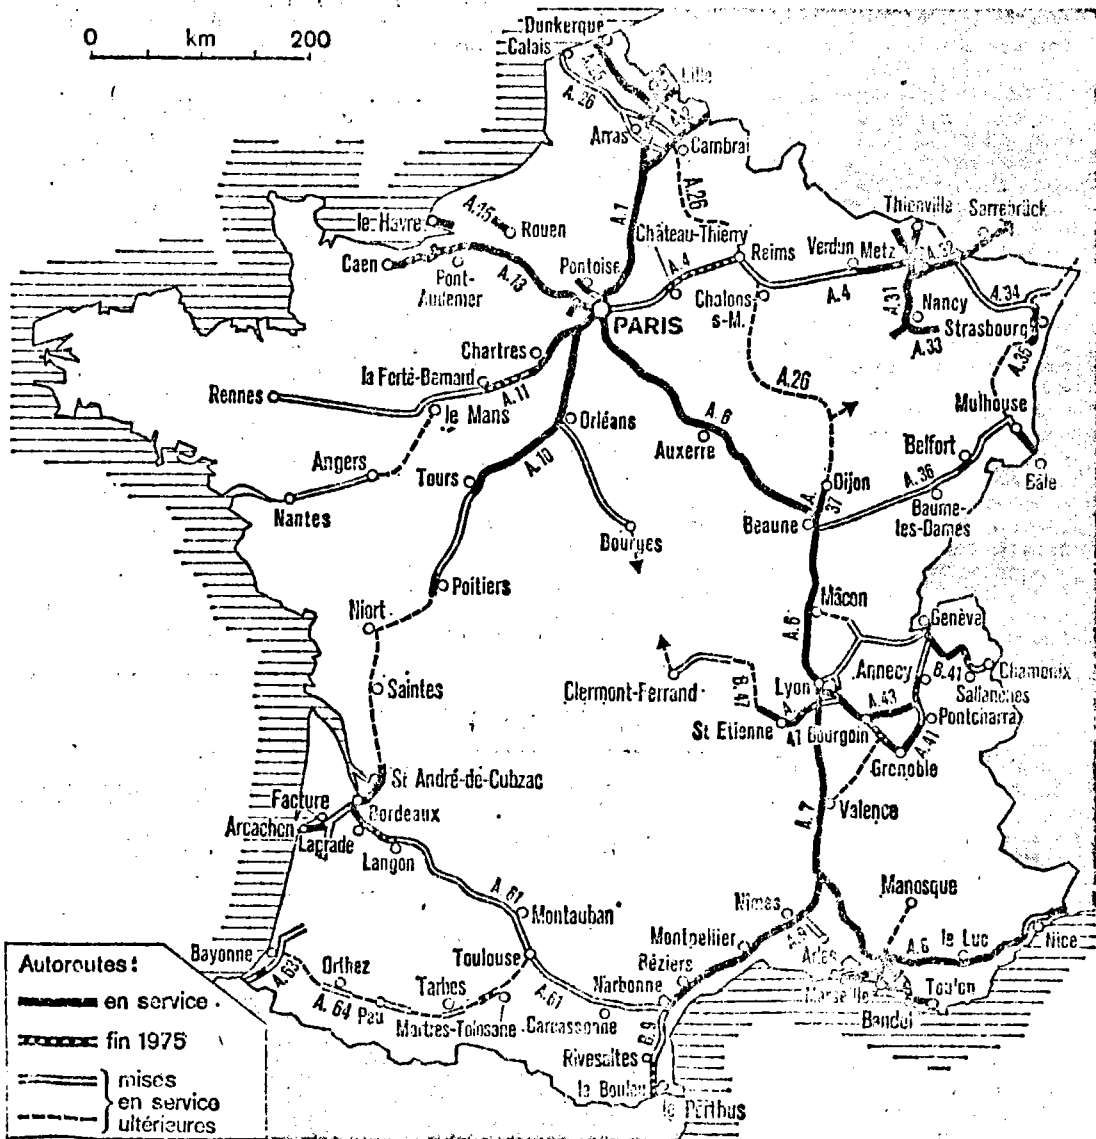 0 km 200
Dunkerque
Calais
Lille
A.26
Arras
Cambrai
A.1
A.26
le Havre
A.15
Rouen
Caen
Pont-
Audemer
A.13
Pontoise
PARIS
Château-Thierry
A.4
Reims
Chalons
s-M.
Verdun
Metz
A.4
Thionville
Sarrebrück
A.32
A.31
Nancy
A.33
A.34
Strasbourg
A.35
Chartres
la Ferté-Bernard
A.11
Rennes
le Mans
Angers
Nantes
Orléans
A.10
Tours
Bourges
Poitiers
Niort
Saintes
A.6
Auxerre
A.26
Dijon
A.
37
Beaune
A.36
Belfort
Mulhouse
Bâle
Baume-
les-Dames
Mâcon
A.6
Genève
Annecy
B.41
Chamonix
Sallanches
Pontcharra
Lyon
A.43
A.
41
Bourgoin
A.41
Grenoble
Clermont-Ferrand
B.47
St Etienne
Valence
A.7
St André-de-Cubzac
Bordeaux
Facture
Arcachon
Lagrade
Langon
A.61
Montauban
Toulouse
Bayonne
A.63
Orthez
A.64
Pau
Tarbes
Martres-Tolosane
A.61
Carcassonne
Narbonne
Béziers
Montpellier
Nimes
A.9
B.9
Rivesaltes
le Boulou
le Perthus
Arles
Marseille
Manosque
A.8
le Luc
Nice
Toulon
Bandol
Autoroutes:
en service
fin 1975
mises
en service
ultérieures